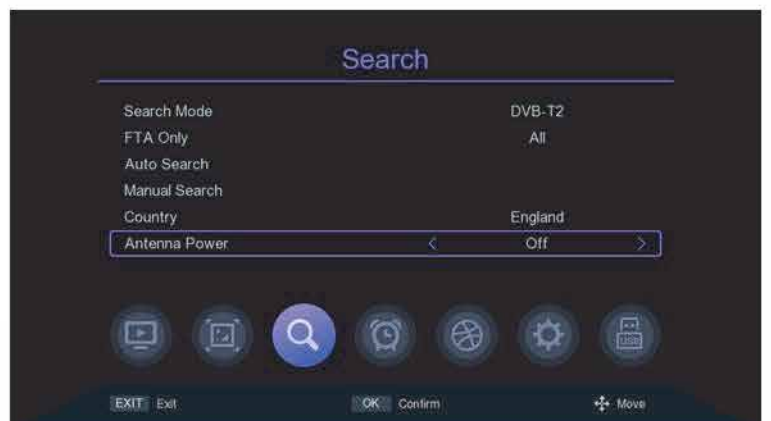 Search
Search Mode DVB-T2
FTA Only All
Auto Search
Manual Search
Country England
Antenna Power < Off >
USB
EXIT Exit OK Confirm Move